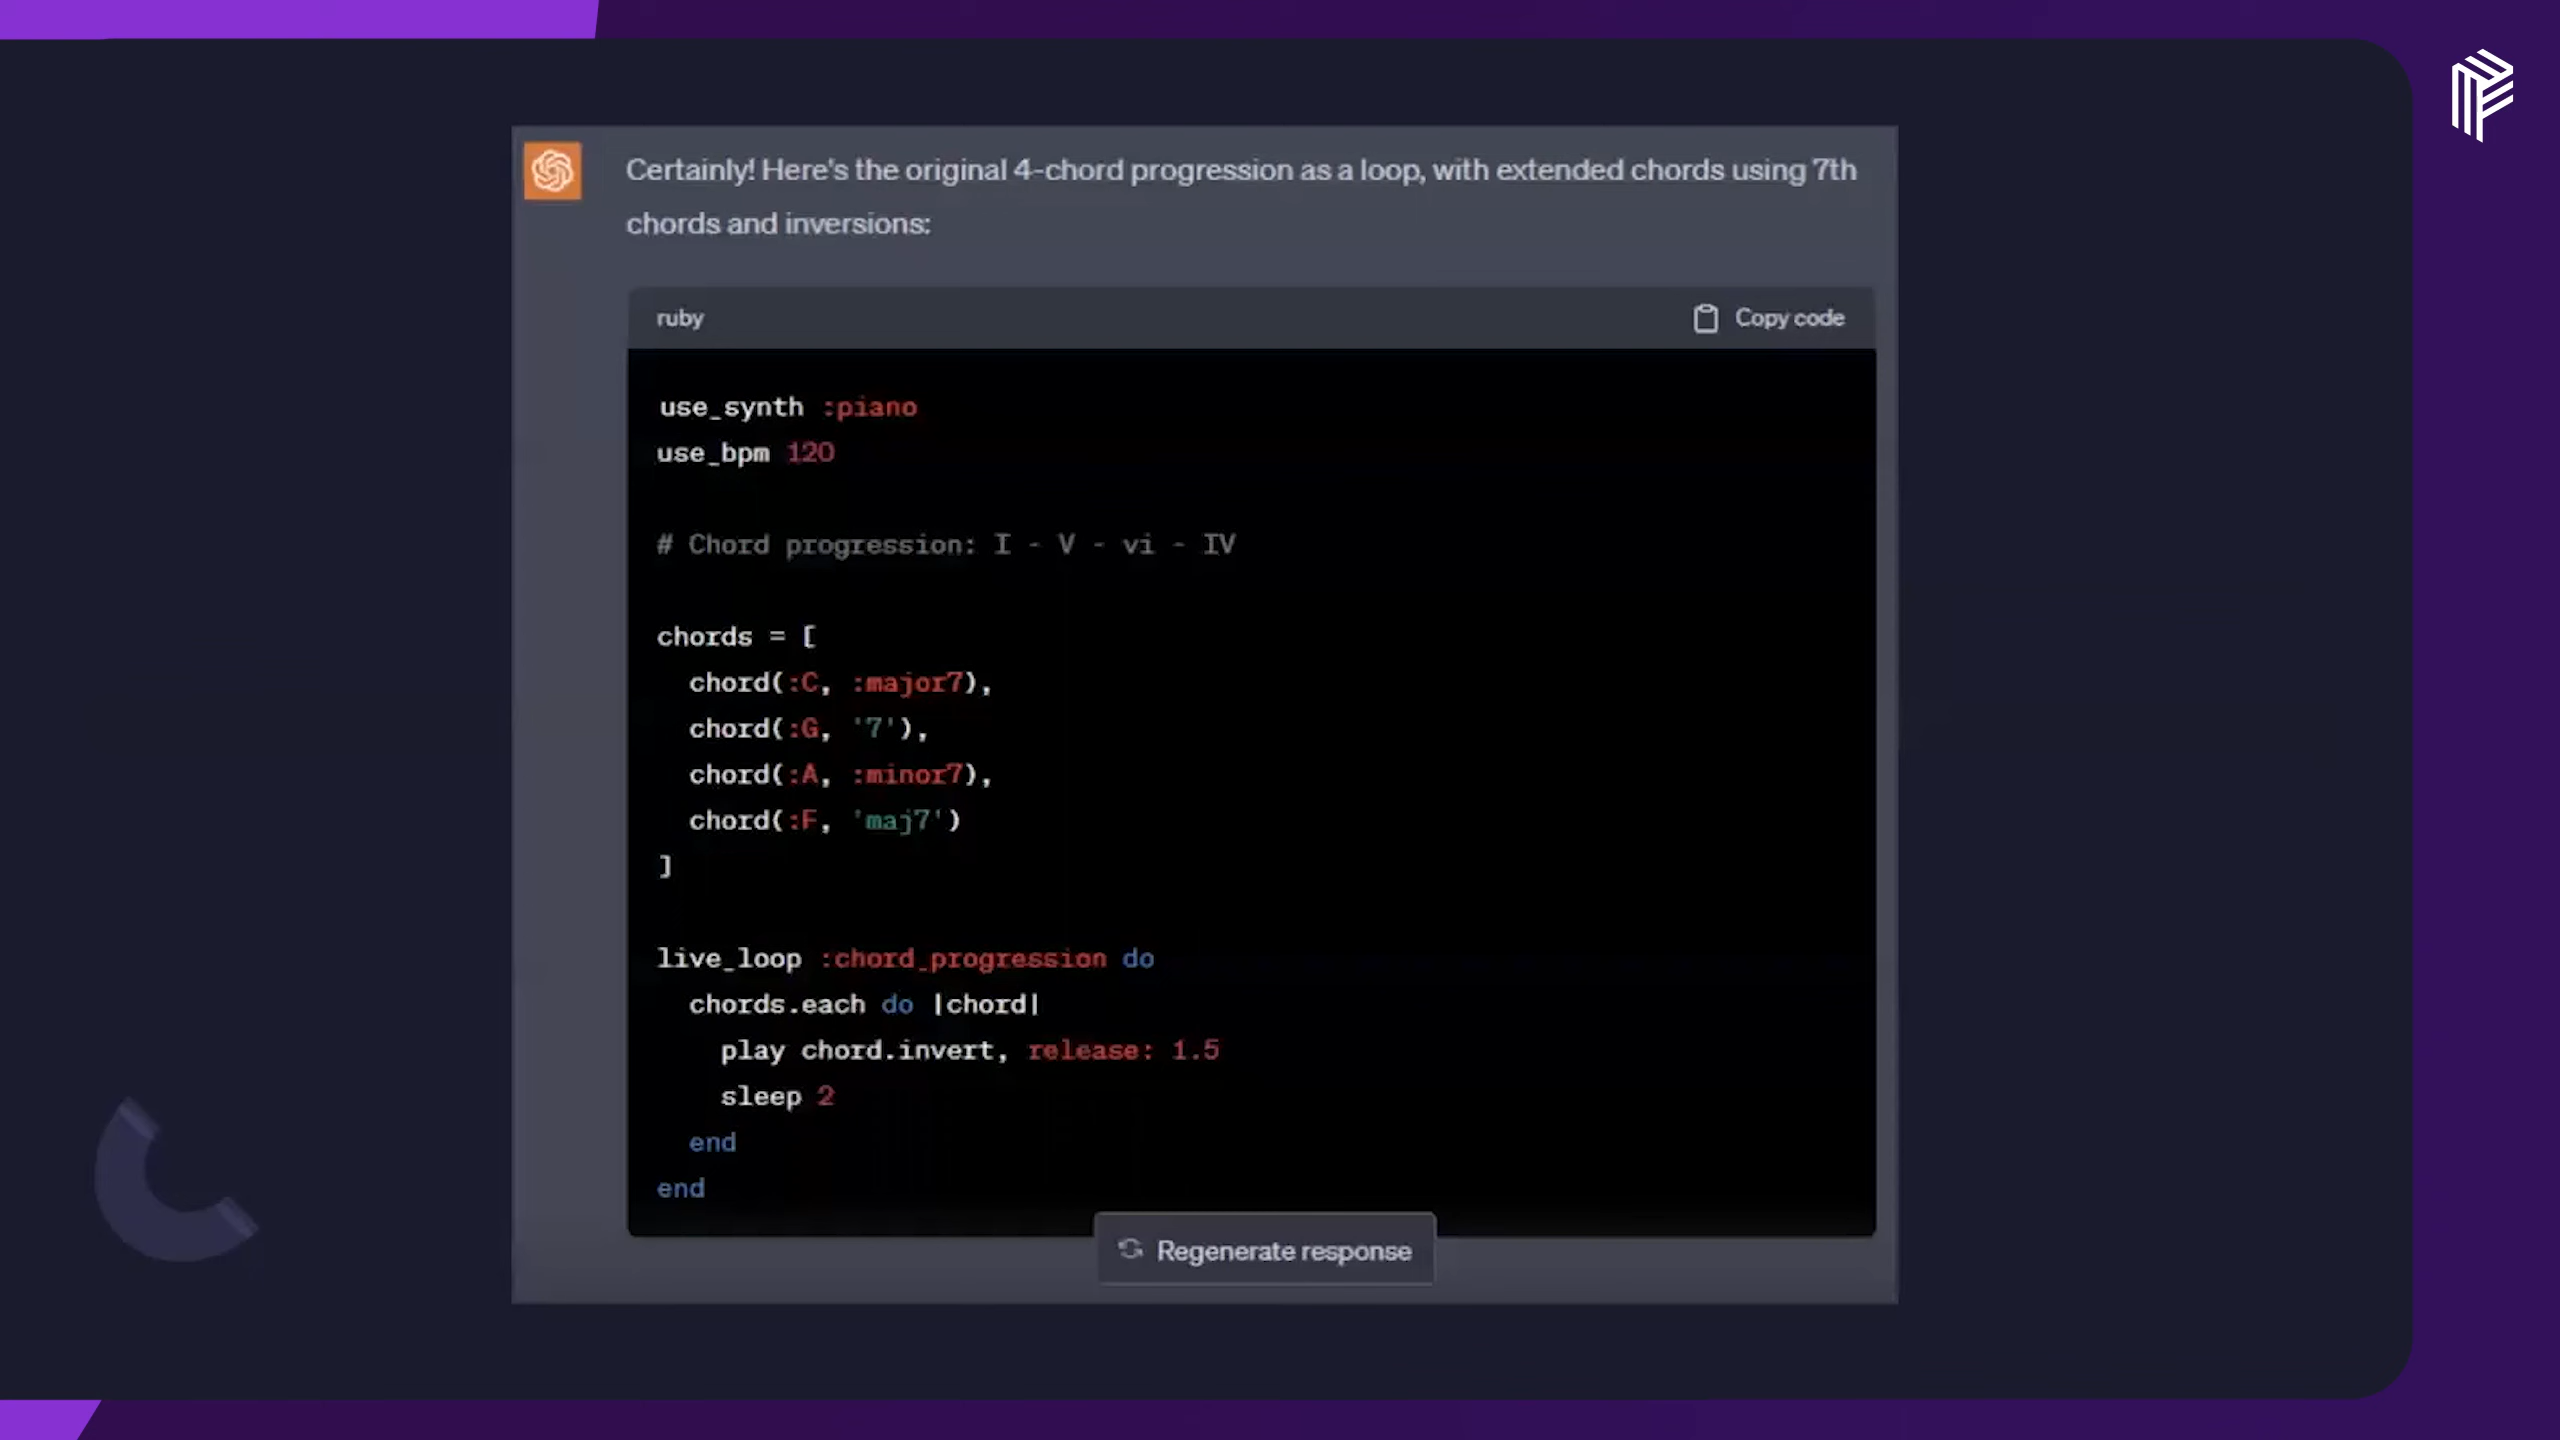 Certainly! Here's the original 4-chord progression as a loop, with extended chords using 7th
chords and inversions:
ruby
Copy code
use_synth :piano
use_bpm 120
# Chord progression: I - V - vi - IV
chords = [
  chord(:C, :major7),
  chord(:G, '7'),
  chord(:A, :minor7),
  chord(:F, 'maj7')
]
live_loop :chord_progression do
  chords.each do |chord|
    play chord.invert, release: 1.5
    sleep 2
  end
end
Regenerate response